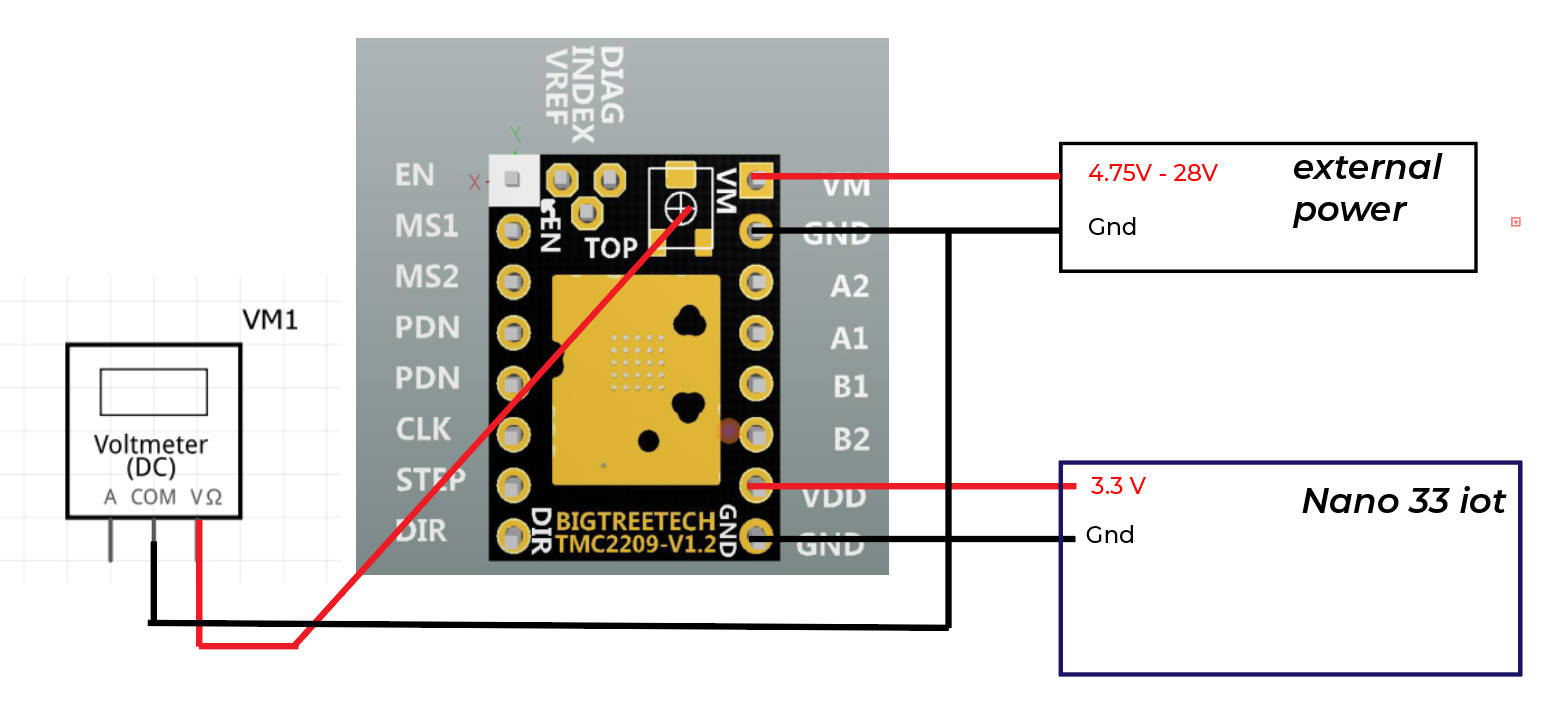 DIAG
INDEX
VREF
Y
X
EN
MS1
MS2
PDN
PDN
CLK
STEP
DIR
EN
TOP
VM
DIR
BIGTREETECH
TMC2209-V1.2
GND
VM
GND
A2
A1
B1
B2
VDD
GND
VM1
Voltmeter
(DC)
A COM VΩ
4.75V - 28V
Gnd
external
power
3.3 V
Gnd
Nano 33 iot